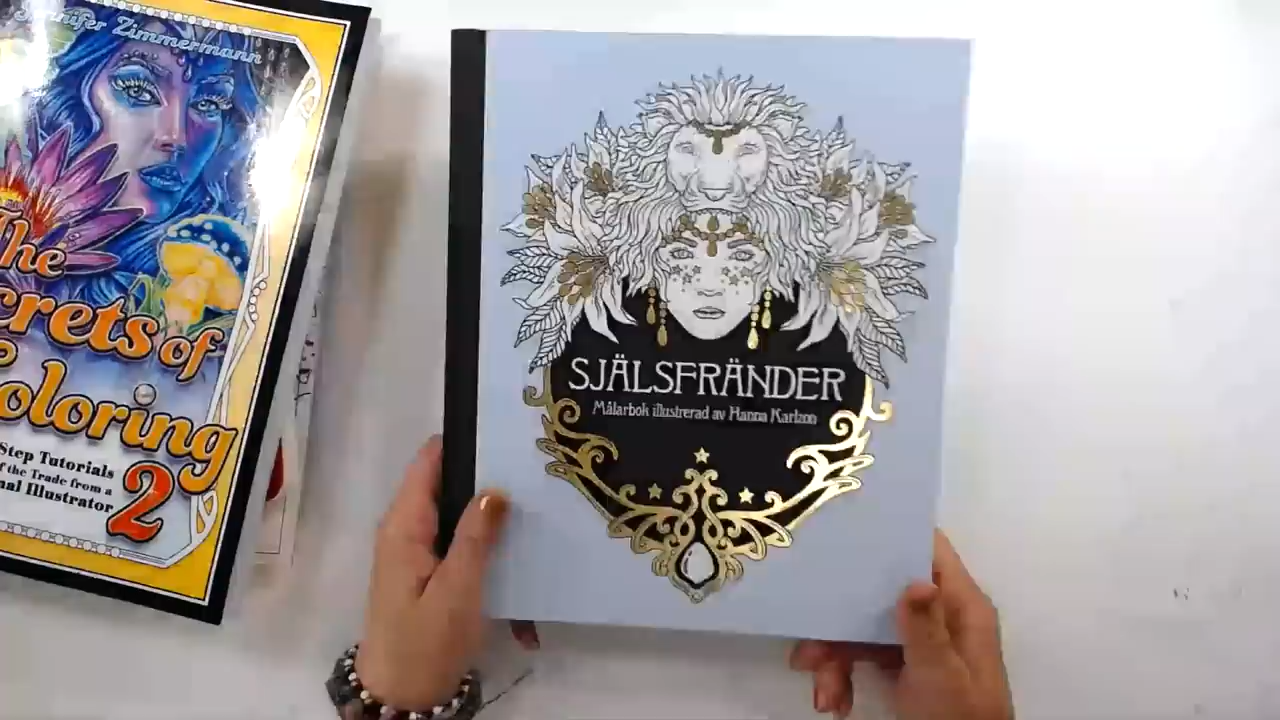 Jennifer Zimmermann
The
crets of
oloring
Step Tutorials
f the Trade from a
nal Illustrator
2
SJÄLSFRÄNDER
Målarbok illustrerad av Hanna Karlzon